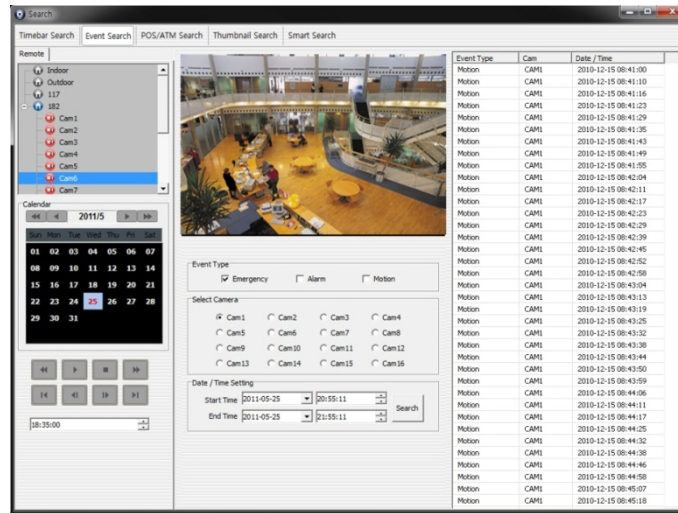 Search
Timebar Search Event Search POS/ATM Search Thumbnail Search Smart Search
Remote
Indoor
Outdoor
117
182
Cam1
Cam2
Cam3
Cam4
Cam5
Cam6
Cam7
Calendar
2011/5
Sun Mon Tue Wed Thu Fri Sat
01 02 03 04 05 06 07
08 09 10 11 12 13 14
15 16 17 18 19 20 21
22 23 24 25 26 27 28
29 30 31
18:35:00
Event Type
Emergency Alarm Motion
Select Camera
Cam1 Cam2 Cam3 Cam4
Cam5 Cam6 Cam7 Cam8
Cam9 Cam10 Cam11 Cam12
Cam13 Cam14 Cam15 Cam16
Date / Time Setting
Start Time 2011-05-25 20:55:11
End Time 2011-05-25 21:55:11
Search
Event Type Cam Date / Time
Motion CAM1 2010-12-15 08:41:00
Motion CAM1 2010-12-15 08:41:10
Motion CAM1 2010-12-15 08:41:16
Motion CAM1 2010-12-15 08:41:23
Motion CAM1 2010-12-15 08:41:29
Motion CAM1 2010-12-15 08:41:35
Motion CAM1 2010-12-15 08:41:43
Motion CAM1 2010-12-15 08:41:49
Motion CAM1 2010-12-15 08:41:55
Motion CAM1 2010-12-15 08:42:04
Motion CAM1 2010-12-15 08:42:11
Motion CAM1 2010-12-15 08:42:17
Motion CAM1 2010-12-15 08:42:23
Motion CAM1 2010-12-15 08:42:29
Motion CAM1 2010-12-15 08:42:39
Motion CAM1 2010-12-15 08:42:45
Motion CAM1 2010-12-15 08:42:52
Motion CAM1 2010-12-15 08:42:58
Motion CAM1 2010-12-15 08:43:04
Motion CAM1 2010-12-15 08:43:13
Motion CAM1 2010-12-15 08:43:19
Motion CAM1 2010-12-15 08:43:25
Motion CAM1 2010-12-15 08:43:32
Motion CAM1 2010-12-15 08:43:38
Motion CAM1 2010-12-15 08:43:44
Motion CAM1 2010-12-15 08:43:50
Motion CAM1 2010-12-15 08:43:59
Motion CAM1 2010-12-15 08:44:06
Motion CAM1 2010-12-15 08:44:11
Motion CAM1 2010-12-15 08:44:17
Motion CAM1 2010-12-15 08:44:25
Motion CAM1 2010-12-15 08:44:32
Motion CAM1 2010-12-15 08:44:38
Motion CAM1 2010-12-15 08:44:46
Motion CAM1 2010-12-15 08:44:58
Motion CAM1 2010-12-15 08:45:07
Motion CAM1 2010-12-15 08:45:18